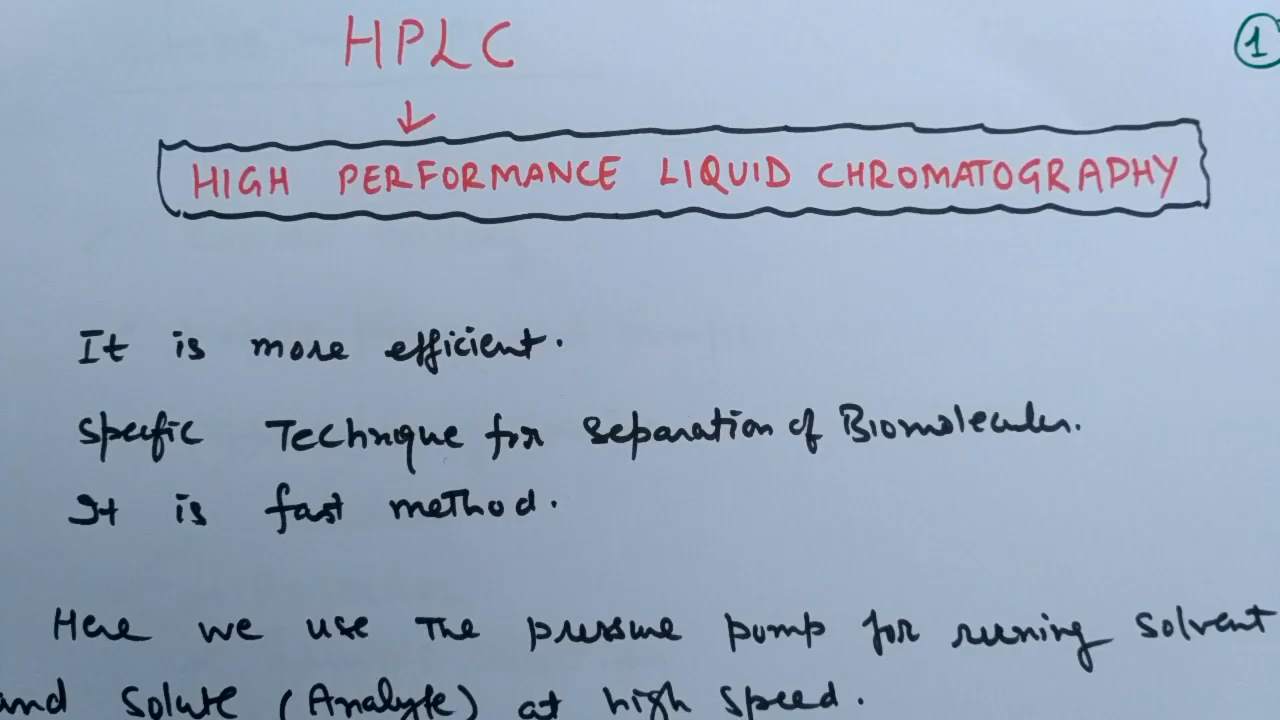 HPLC
1
HIGH PERFORMANCE LIQUID CHROMATOGRAPHY
It is more efficient.
Specific Technique for Separation of Biomolecules.
It is fast method.
Here we use The pressure pump for running solvent
and solute (Analyte) at high speed.